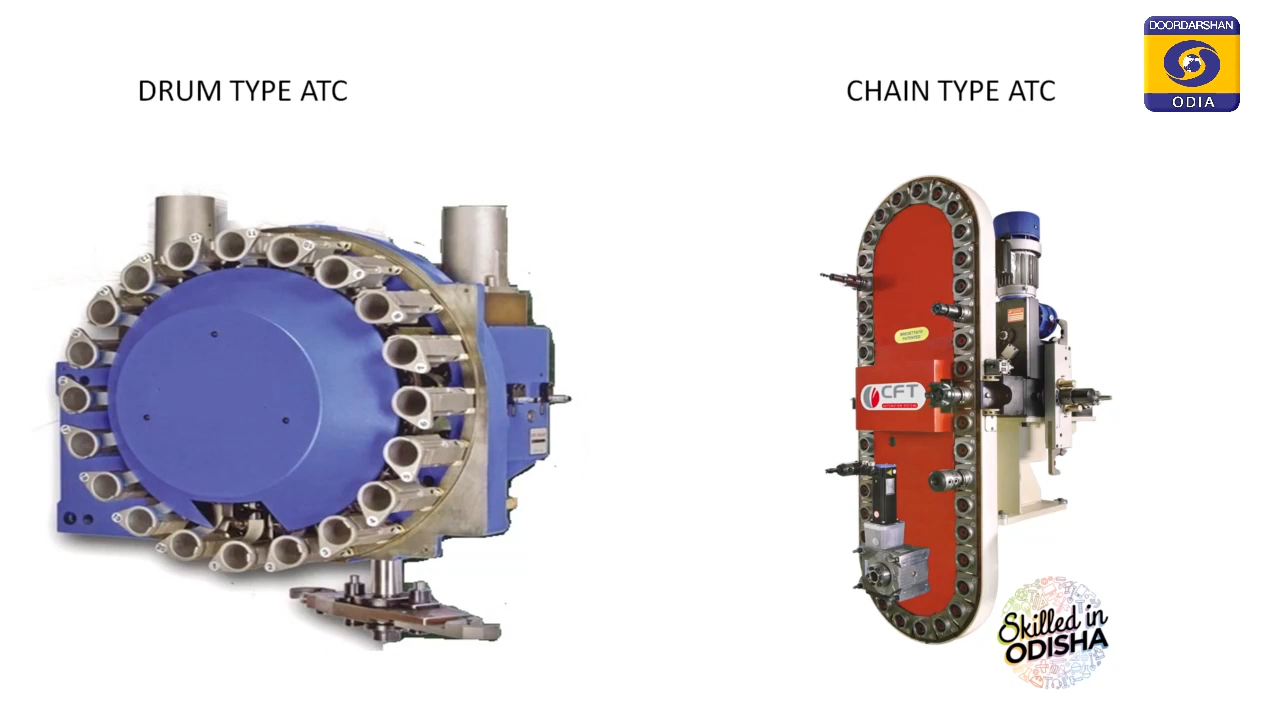 DRUM TYPE ATC
CHAIN TYPE ATC
DOORDARSHAN
ODIA
CFT
Skilled in
ODISHA